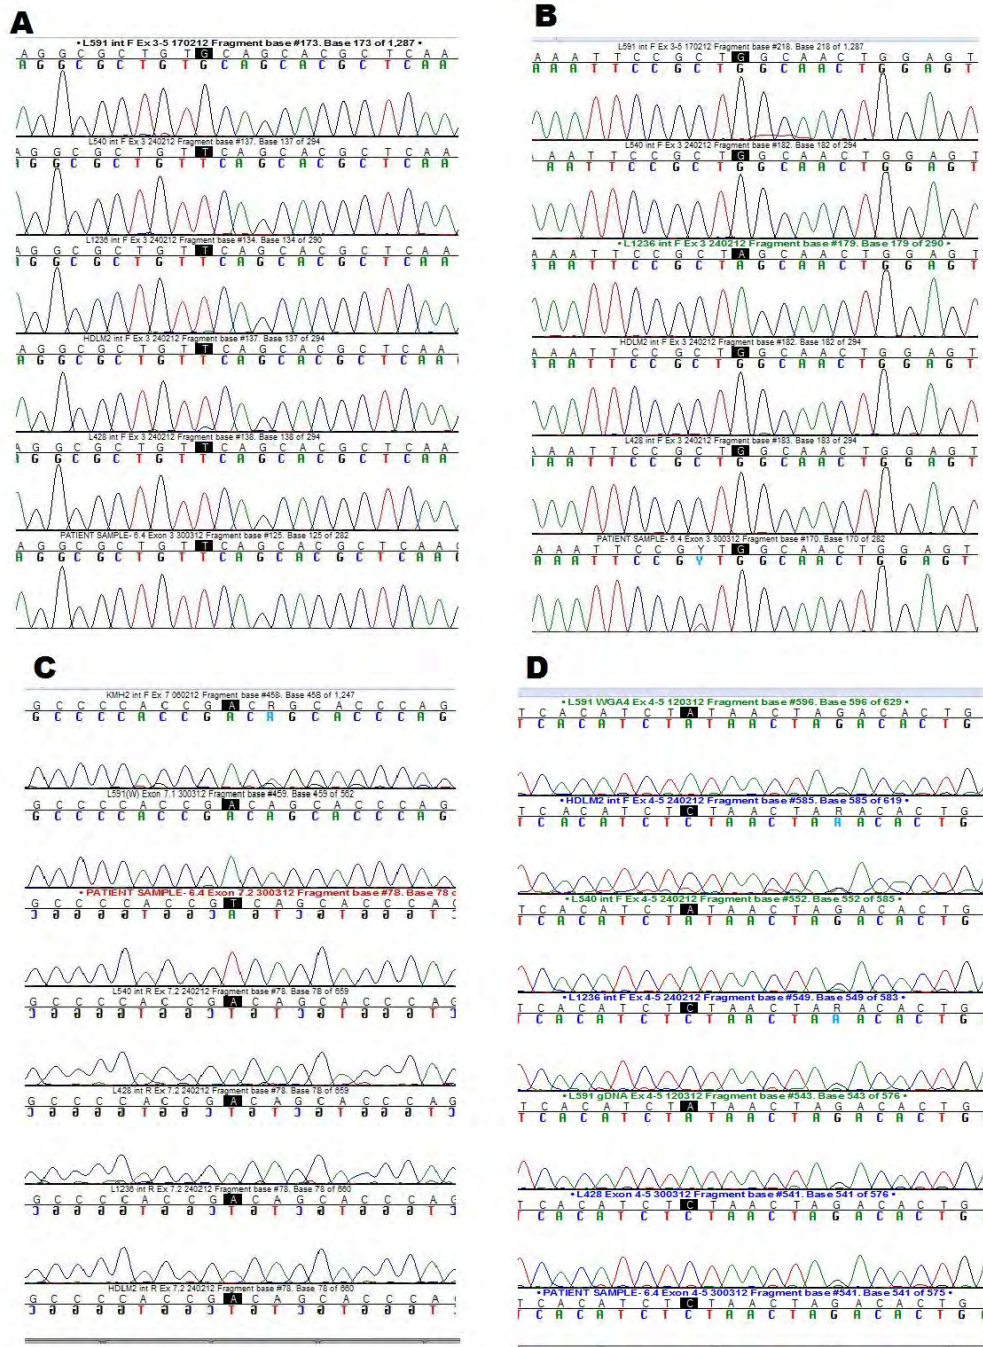 A
• L591 int F Ex 3-5 170212 Fragment base #173. Base 173 of 1,287 •
A G G C G C T G T G C A G C A C G C T C A A
A G G C G C T G T G C A G C A C G C T C A A
L540 int F Ex 3 240212 Fragment base #137. Base 137 of 294
A G G C G C T G T T C A G C A C G C T C A A
A G G C G C T G T T C A G C A C G C T C A A
L1236 int F Ex 3 240212 Fragment base #134. Base 134 of 290
A G G C G C T G T T C A G C A C G C T C A A
A G G C G C T G T T C A G C A C G C T C A A
HDLM2 int F Ex 3 240212 Fragment base #137. Base 137 of 294
A G G C G C T G T T C A G C A C G C T C A A
A G G C G C T G T T C A G C A C G C T C A A
L428 int F Ex 3 240212 Fragment base #138. Base 138 of 294
A G G C G C T G T T C A G C A C G C T C A A
A G G C G C T G T T C A G C A C G C T C A A
PATIENT SAMPLE- 6.4 Exon 3 300312 Fragment base #125. Base 125 of 282
A G G C G C T G T T C A G C A C G C T C A A G
A G G C G C T G T T C A G C A C G C T C A A G
B
L591 int F Ex 3-5 170212 Fragment base #218. Base 218 of 1,287
A A A T T C C G C T G G C A A C T G G A G T
A A A T T C C G C T G G C A A C T G G A G T
L540 int F Ex 3 240212 Fragment base #182. Base 182 of 294
A A T T C C G C T G G C A A C T G G A G T
A A T T C C G C T G G C A A C T G G A G T
• L1236 int F Ex 3 240212 Fragment base #179. Base 179 of 290 •
A A A T T C C G C T A G C A A C T G G A G T
A A A T T C C G C T A G C A A C T G G A G T
HDLM2 int F Ex 3 240212 Fragment base #182. Base 182 of 294
A A A T T C C G C T G G C A A C T G G A G T
A A A T T C C G C T G G C A A C T G G A G T
L428 int F Ex 3 240212 Fragment base #183. Base 183 of 294
A A A T T C C G C T G G C A A C T G G A G T
A A A T T C C G C T G G C A A C T G G A G T
PATIENT SAMPLE- 6.4 Exon 3 300312 Fragment base #170. Base 170 of 282
A A A T T C C G Y T G G C A A C T G G A G T
A A A T T C C G Y T G G C A A C T G G A G T
C
KMH2 int F Ex 7 060212 Fragment base #458. Base 458 of 1,247
G C C C C A C C G A C R G C A C C C A G
G C C C C A C C G A C R G C A C C C A G
L591(W) Exon 7.1 300312 Fragment base #459. Base 459 of 562
G C C C C A C C G A C A G C A C C C A G
G C C C C A C C G A C A G C A C C C A G
• PATIENT SAMPLE- 6.4 Exon 7.2 300312 Fragment base #78. Base 78 o
G C C C C A C C G T C A G C A C C C A G
L540 int R Ex 7.2 240212 Fragment base #78. Base 78 of 659
G C C C C A C C G A C A G C A C C C A G
L428 int R Ex 7.2 240212 Fragment base #78. Base 78 of 659
G C C C C A C C G A C A G C A C C C A G
L1236 int R Ex 7.2 240212 Fragment base #78. Base 78 of 660
G C C C C A C C G A C A G C A C C C A G
HDLM2 int R Ex 7.2 240212 Fragment base #78. Base 78 of 660
G C C C C A C C G A C A G C A C C C A G
D
• L591 WGA4 Ex 4-5 120312 Fragment base #596. Base 596 of 629 •
T C A C A T C T A T A A C T A G A C A C T G
T C A C A T C T A T A A C T A G A C A C T G
• HDLM2 int F Ex 4-5 240212 Fragment base #585. Base 585 of 619 •
T C A C A T C T C T A A C T A R A C A C T G
T C A C A T C T C T A A C T A R A C A C T G
• L540 int F Ex 4-5 240212 Fragment base #552. Base 552 of 585 •
T C A C A T C T A T A A C T A G A C A C T G
T C A C A T C T A T A A C T A G A C A C T G
• L1236 int F Ex 4-5 240212 Fragment base #549. Base 549 of 583 •
T C A C A T C T C T A A C T A R A C A C T G
T C A C A T C T C T A A C T A R A C A C T G
• L591 gDNA Ex 4-5 120312 Fragment base #543. Base 543 of 576 •
T C A C A T C T A T A A C T A G A C A C T G
T C A C A T C T A T A A C T A G A C A C T G
• L428 Exon 4-5 300312 Fragment base #541. Base 541 of 576 •
T C A C A T C T C T A A C T A G A C A C T G
T C A C A T C T C T A A C T A G A C A C T G
• PATIENT SAMPLE- 6.4 Exon 4-5 300312 Fragment base #541. Base 541 of 575 •
T C A C A T C T C T A A C T A G A C A C T G
T C A C A T C T C T A A C T A G A C A C T G